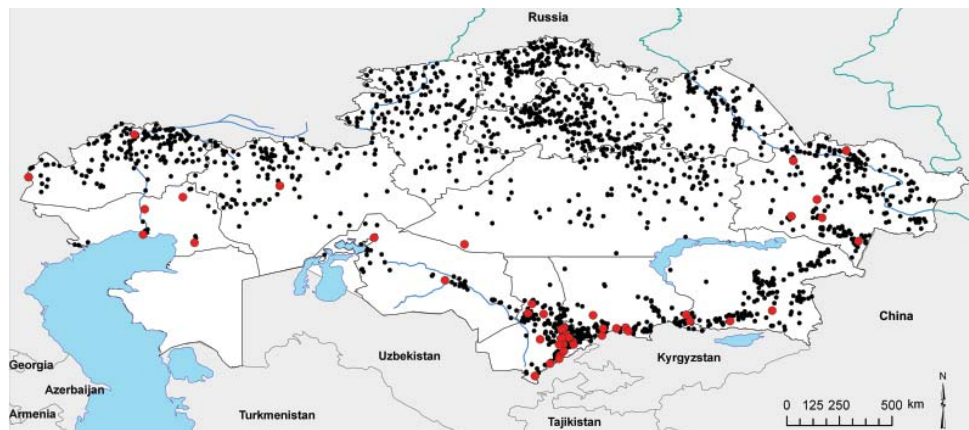 Russia
China
Uzbekistan
Kyrgyzstan
Georgia
Azerbaijan
Armenia
Turkmenistan
Tajikistan
N
0 125 250 500 km